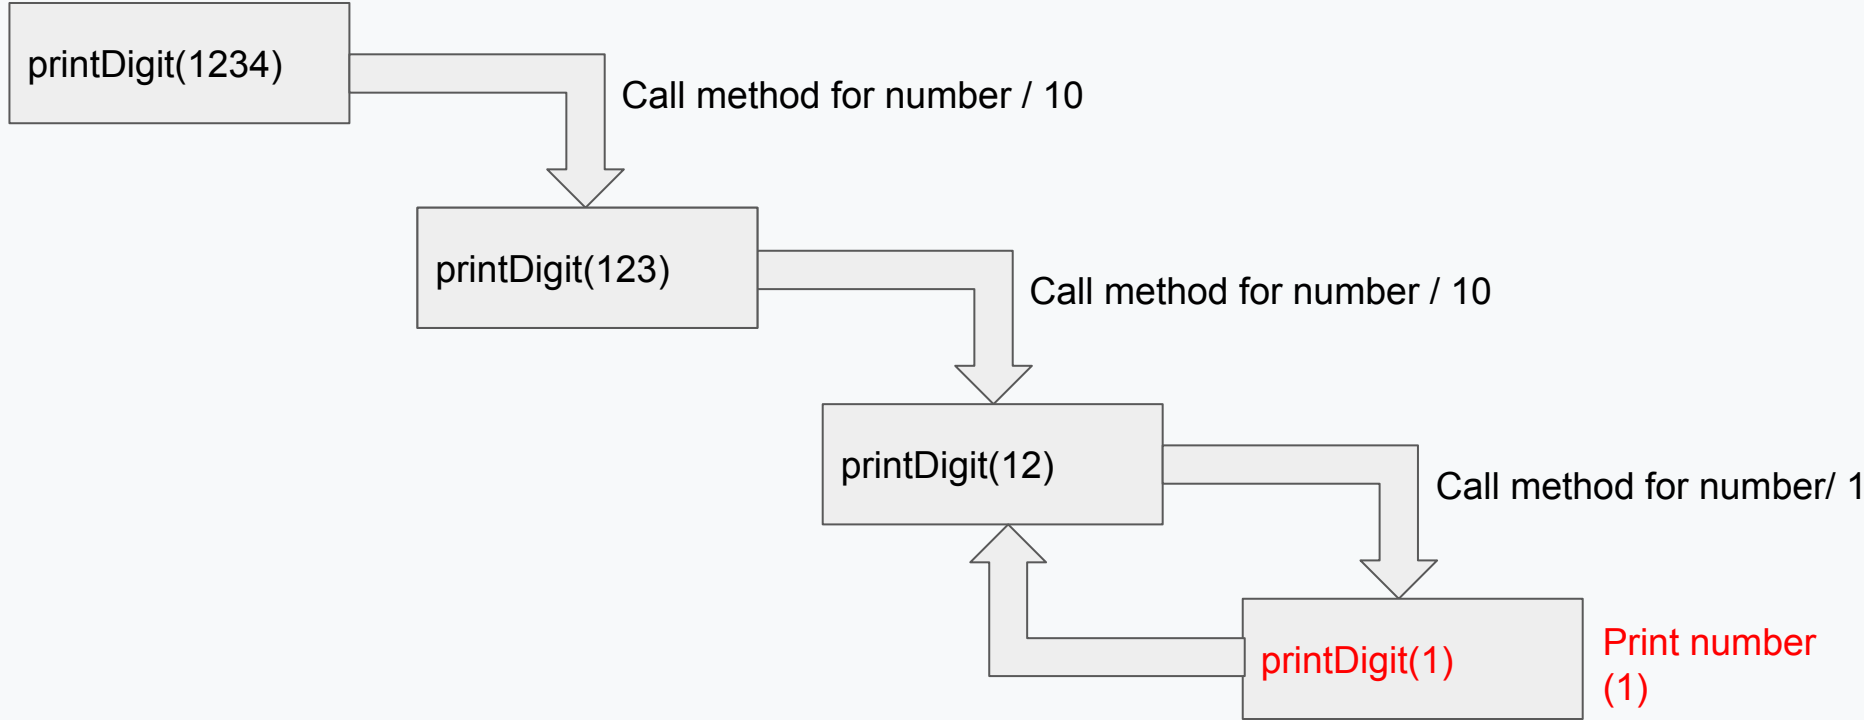 printDigit(1234)
Call method for number / 10
printDigit(123)
Call method for number / 10
printDigit(12)
Call method for number/ 1
printDigit(1)
Print number
(1)